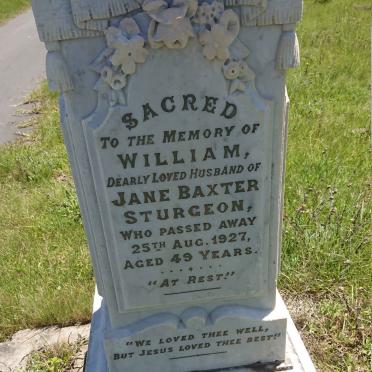 SACRED
TO THE MEMORY OF
WILLIAM,
DEARLY LOVED HUSBAND OF
JANE BAXTER
STURGEON,
WHO PASSED AWAY
25TH AUG. 1927,
AGED 49 YEARS.
"AT REST."
"WE LOVED THEE WELL,
BUT JESUS LOVED THEE BEST."